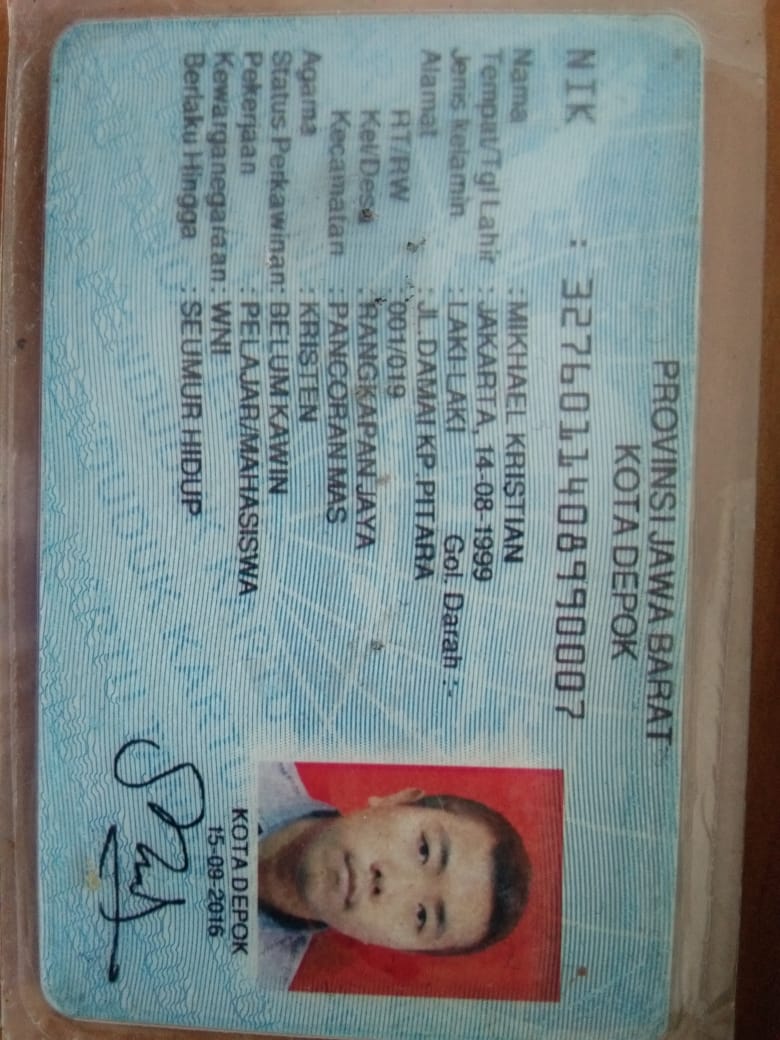 PROVINSI JAWA BARAT
KOTA DEPOK
NIK : 3276011408990007
Nama : MIKHAEL KRISTIAN
Tempat/Tgl Lahir : JAKARTA, 14-08-1999
Jenis kelamin : LAKI-LAKI Gol. Darah : -
Alamat : JL.DAMAI KP.PITARA
RT/RW : 001/019
Kel/Desa : RANGKAPAN JAYA
Kecamatan : PANCORAN MAS
Agama : KRISTEN
Status Perkawinan: BELUM KAWIN
Pekerjaan : PELAJAR/MAHASISWA
Kewarganegaraan: WNI
Berlaku Hingga : SEUMUR HIDUP
KOTA DEPOK
15-09-2016